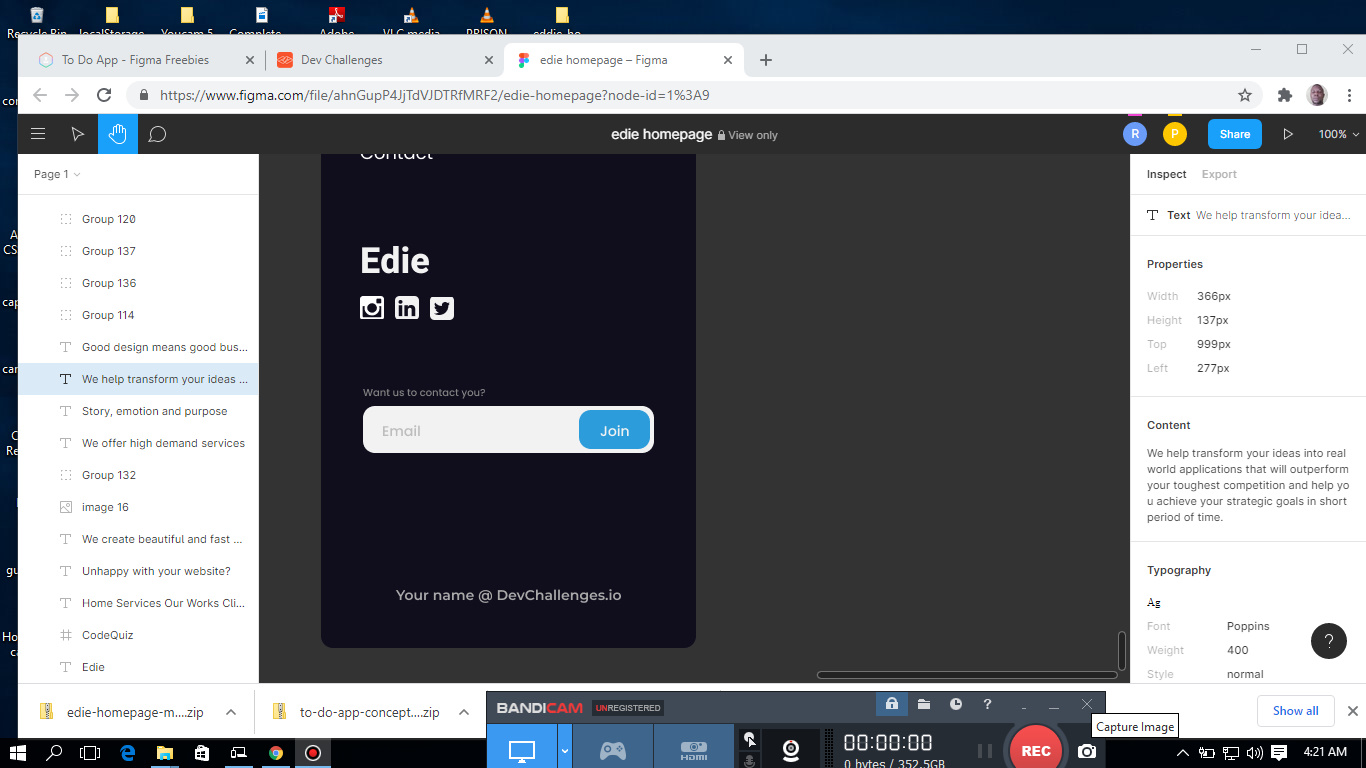 Recycle Bin
localStorage
Youcam 5
Complete
Adobe
VLC media
PRISON
eddie-ho
To Do App - Figma Freebies
Dev Challenges
edie homepage – Figma
https://www.figma.com/file/ahnGupP4JjTdVJDTRfMRF2/edie-homepage?node-id=1%3A9
edie homepage
View only
R
P
Share
100%
Page 1
Group 120
Group 137
Group 136
Group 114
Good design means good bus...
We help transform your ideas ...
Story, emotion and purpose
We offer high demand services
Group 132
image 16
We create beautiful and fast ...
Unhappy with your website?
Home Services Our Works Cli...
CodeQuiz
Edie
Contact
Edie
Want us to contact you?
Email
Join
Your name @ DevChallenges.io
Inspect
Export
Text We help transform your idea...
Properties
Width 366px
Height 137px
Top 999px
Left 277px
Content
We help transform your ideas into real
world applications that will outperform
your toughest competition and help yo
u achieve your strategic goals in short
period of time.
Typography
Ag
Font Poppins
Weight 400
Style normal
?
edie-homepage-m....zip
to-do-app-concept....zip
Show all
BANDICAM
UNREGISTERED
?
HDMI
00:00:00
0 bytes / 352.5GB
REC
Capture Image
4:21 AM